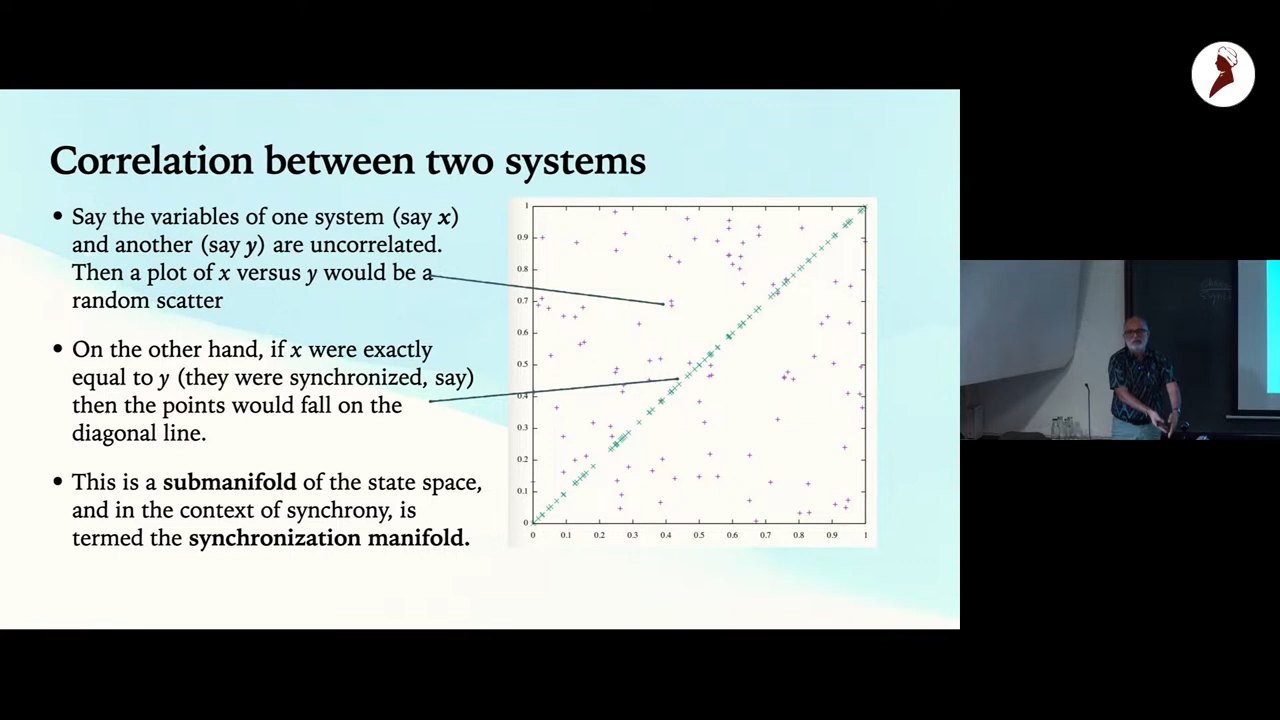 Correlation between two systems
• Say the variables of one system (say x)
and another (say y) are uncorrelated.
Then a plot of x versus y would be a
random scatter
• On the other hand, if x were exactly
equal to y (they were synchronized, say)
then the points would fall on the
diagonal line.
• This is a submanifold of the state space,
and in the context of synchrony, is
termed the synchronization manifold.
1
0.9
0.8
0.7
0.6
0.5
0.4
0.3
0.2
0.1
0
0 0.1 0.2 0.3 0.4 0.5 0.6 0.7 0.8 0.9 1